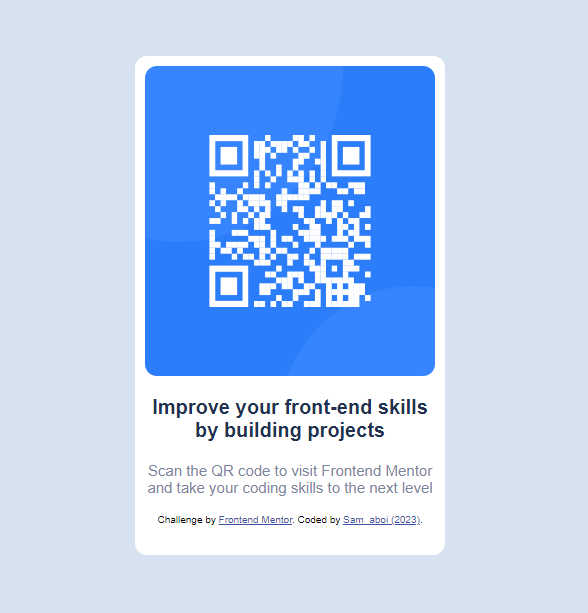 Improve your front-end skills
by building projects
Scan the QR code to visit Frontend Mentor
and take your coding skills to the next level
Challenge by Frontend Mentor. Coded by Sam_aboi (2023).